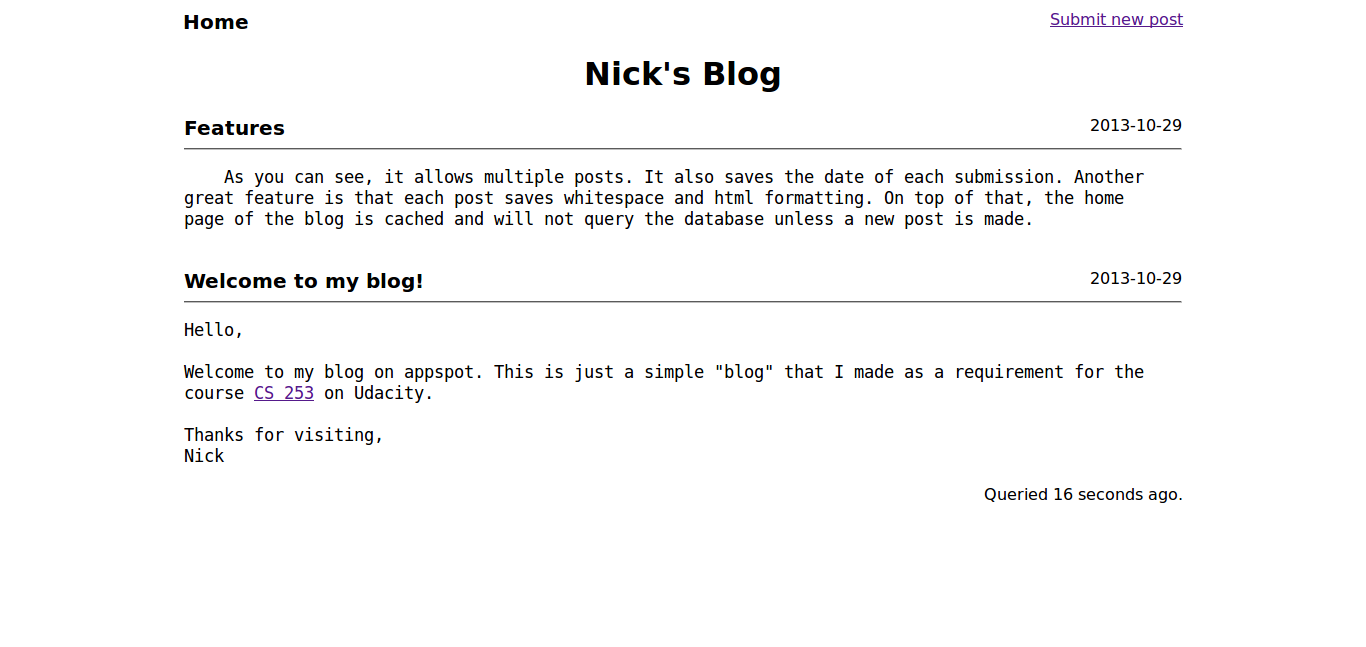 Home
Submit new post
Nick's Blog
Features
2013-10-29
As you can see, it allows multiple posts. It also saves the date of each submission. Another
great feature is that each post saves whitespace and html formatting. On top of that, the home
page of the blog is cached and will not query the database unless a new post is made.
Welcome to my blog!
2013-10-29
Hello,
Welcome to my blog on appspot. This is just a simple "blog" that I made as a requirement for the
course CS 253 on Udacity.
Thanks for visiting,
Nick
Queried 16 seconds ago.